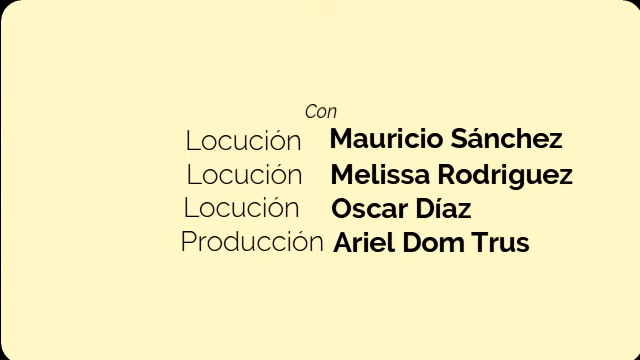 Con
Locución Mauricio Sánchez
Locución Melissa Rodriguez
Locución Oscar Díaz
Producción Ariel Dom Trus